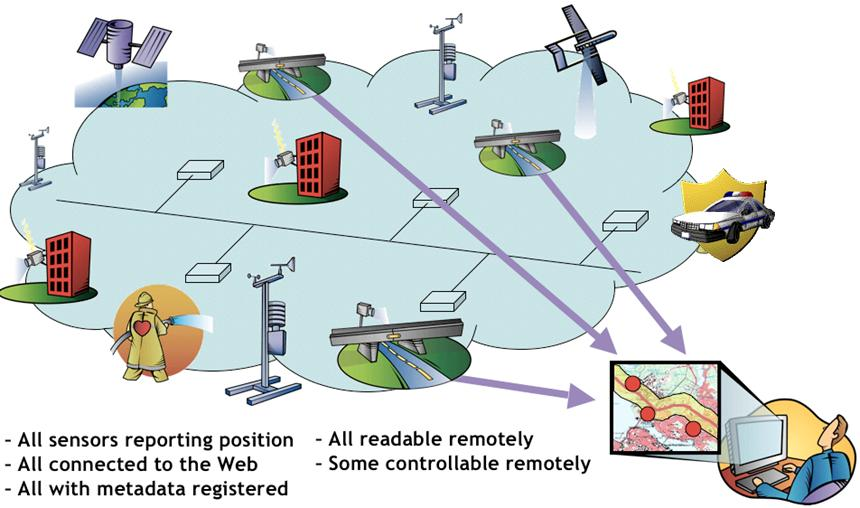 - All sensors reporting position
- All connected to the Web
- All with metadata registered
- All readable remotely
- Some controllable remotely